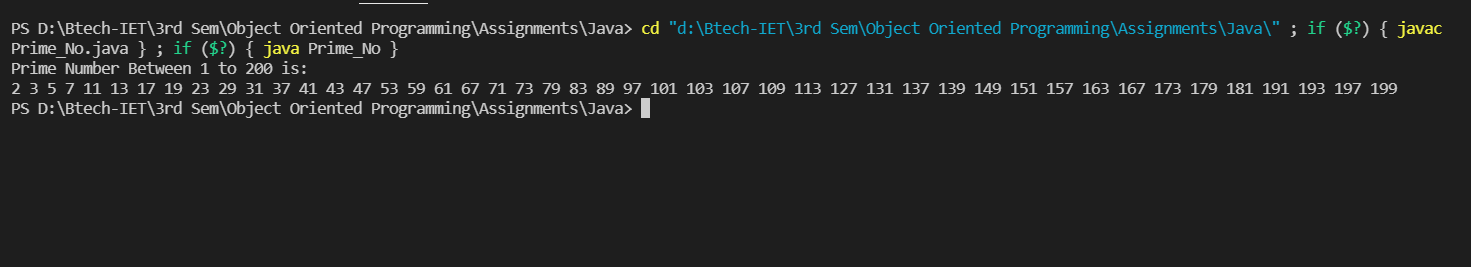 PS D:\Btech-IET\3rd Sem\Object Oriented Programming\Assignments\Java> cd "d:\Btech-IET\3rd Sem\Object Oriented Programming\Assignments\Java\" ; if ($?) { javac
Prime_No.java } ; if ($?) { java Prime_No }
Prime Number Between 1 to 200 is:
2 3 5 7 11 13 17 19 23 29 31 37 41 43 47 53 59 61 67 71 73 79 83 89 97 101 103 107 109 113 127 131 137 139 149 151 157 163 167 173 179 181 191 193 197 199
PS D:\Btech-IET\3rd Sem\Object Oriented Programming\Assignments\Java>